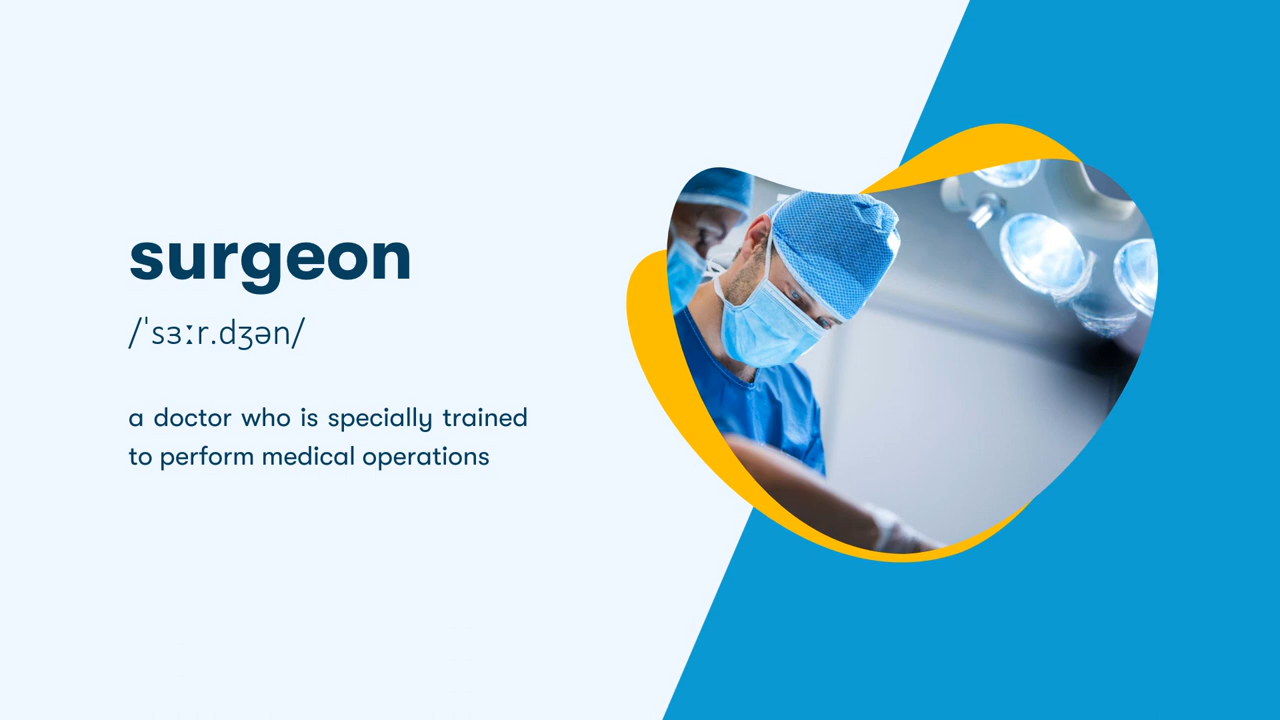 surgeon
/ˈsɜːr.dʒən/
a doctor who is specially trained
to perform medical operations